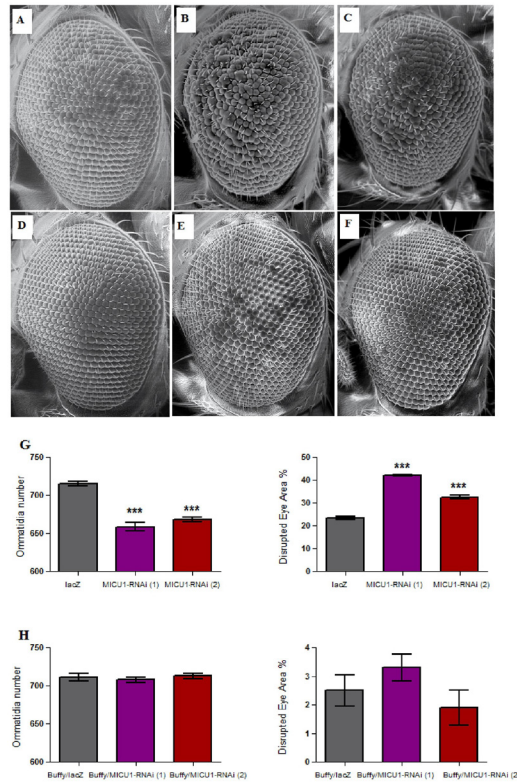 A
B
C
D
E
F
G
Ommatidia number
750
700
650
600
***
***
lacZ
MICU1-RNAi (1)
MICU1-RNAi (2)
Disrupted Eye Area %
50
40
30
20
10
0
***
***
lacZ
MICU1-RNAi (1)
MICU1-RNAi (2)
H
Ommatidia number
750
700
650
600
Buffy/lacZ
Buffy/MICU1-RNAi (1)
Buffy/MICU1-RNAi (2)
Disrupted Eye Area %
4
3
2
1
0
Buffy/lacZ
Buffy/MICU1-RNAi (1)
Buffy/MICU1-RNAi (2